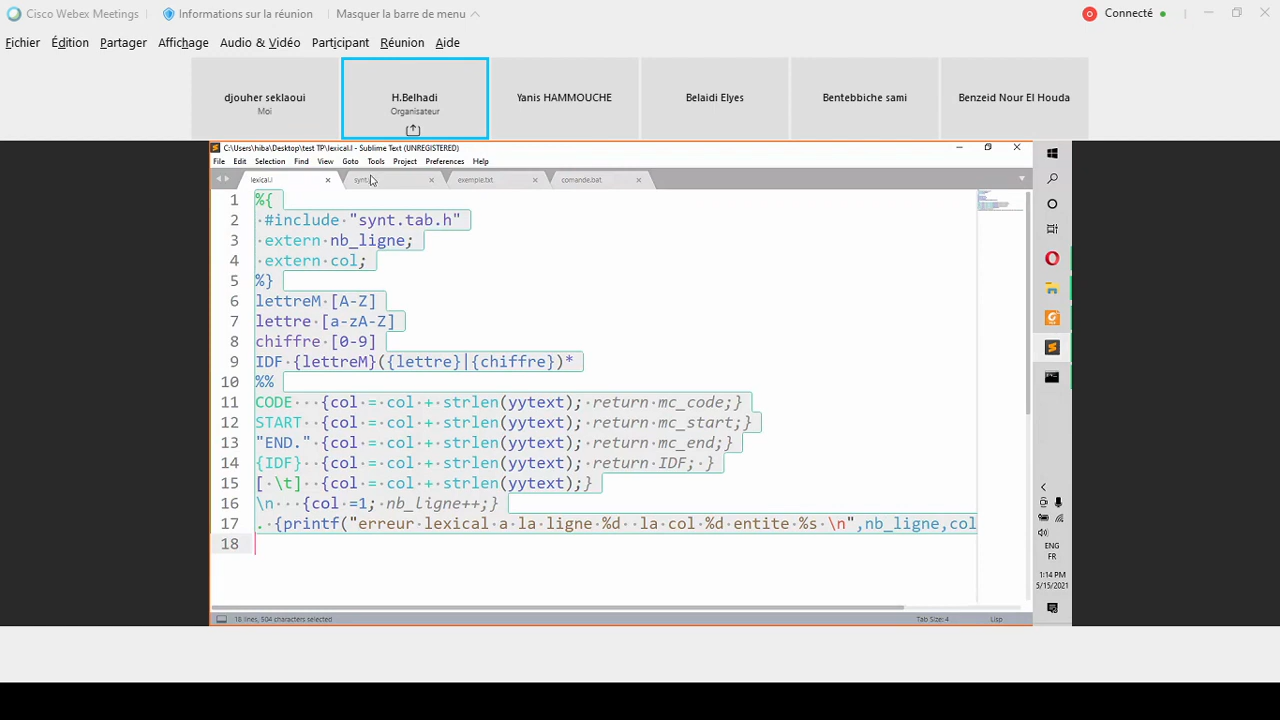 Cisco Webex Meetings Informations sur la réunion Masquer la barre de menu Connecté
Fichier Édition Partager Affichage Audio & Vidéo Participant Réunion Aide
djouher seklaoui
Moi
H.Belhadi
Organisateur
Yanis HAMMOUCHE
Belaidi Elyes
Bentebbiche sami
Benzeid Nour El Houda
C:\Users\hiba\Desktop\test TP\lexical.l - Sublime Text (UNREGISTERED)
File Edit Selection Find View Goto Tools Project Preferences Help
lexical.l exemple.txt comande.bat
1 %{
2 #include "synt.tab.h"
3 extern nb_ligne;
4 extern col;
5 %}
6 lettreM [A-Z]
7 lettre [a-zA-Z]
8 chiffre [0-9]
9 IDF {lettreM}({lettre}|{chiffre})*
10 %%
11 CODE {col = col + strlen(yytext); return mc_code;}
12 START {col = col + strlen(yytext); return mc_start;}
13 "END." {col = col + strlen(yytext); return mc_end;}
14 {IDF} {col = col + strlen(yytext); return IDF; }
15 [ \t] {col = col + strlen(yytext);}
16 \n {col =1; nb_ligne++;}
17 . {printf("erreur lexical a la ligne %d la col %d entite %s \n",nb_ligne,col
18
18 lines, 504 characters selected Tab Size: 4 Lisp
ENG
FR
1:14 PM
5/15/2021